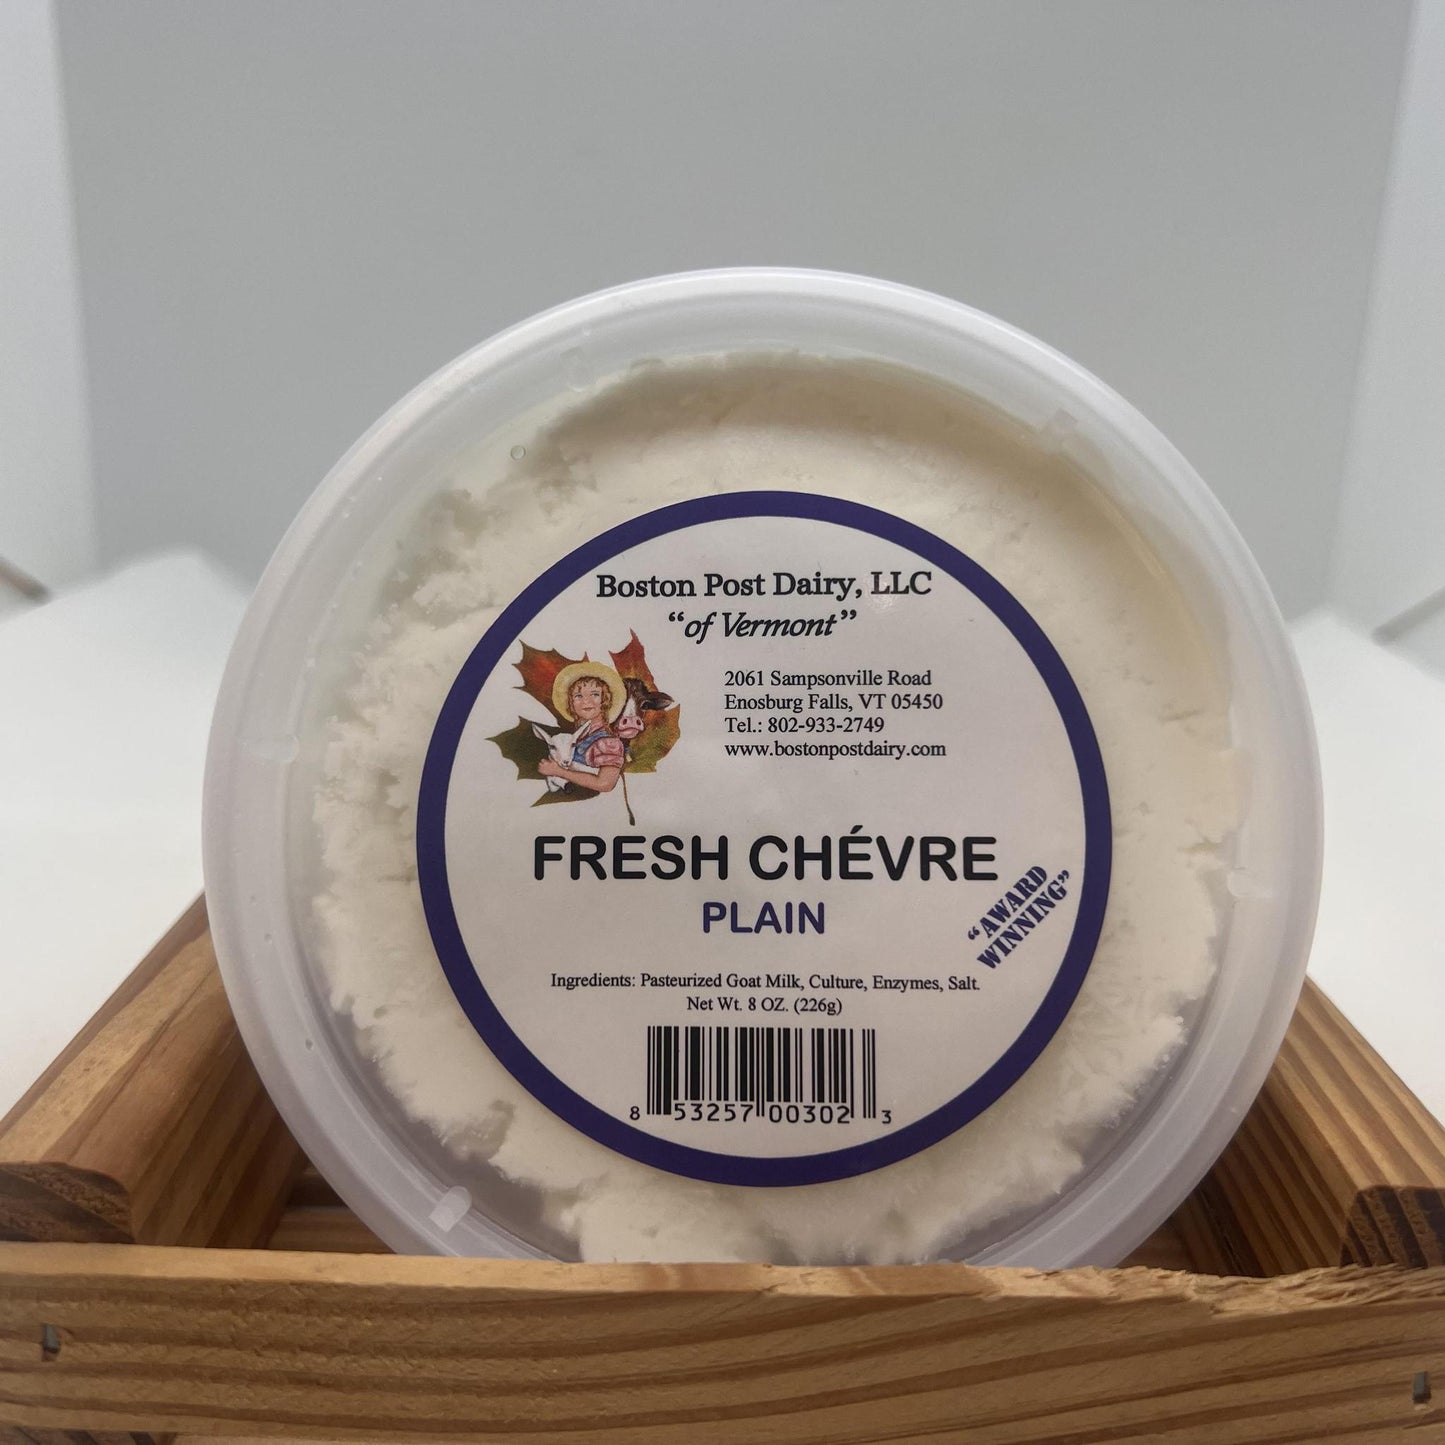 Boston Post Dairy, LLC
“of Vermont”
2061 Sampsonville Road
Enosburg Falls, VT 05450
Tel.: 802-933-2749
www.bostonpostdairy.com
FRESH CHÉVRE
PLAIN
“AWARD
WINNING”
Ingredients: Pasteurized Goat Milk, Culture, Enzymes, Salt.
Net Wt. 8 OZ. (226g)
8 53257 00302 3